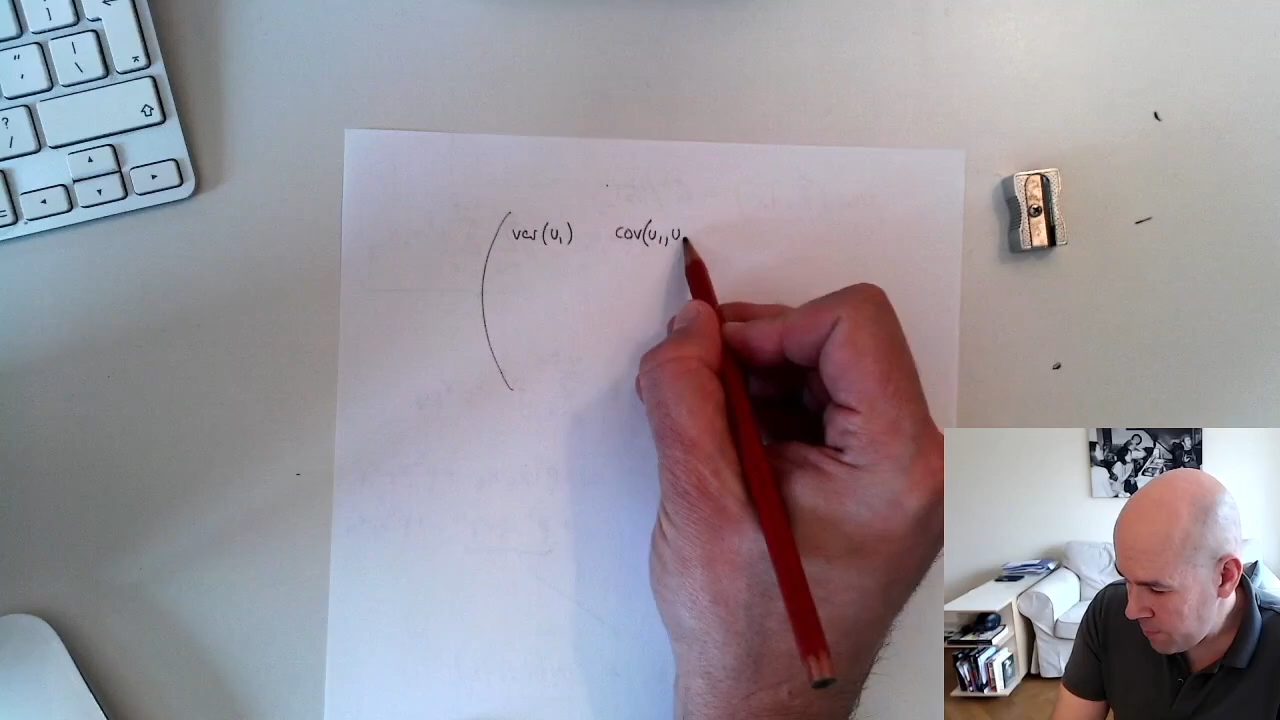 var(u₁) cov(u₁,u
] 
" '
| \
? /